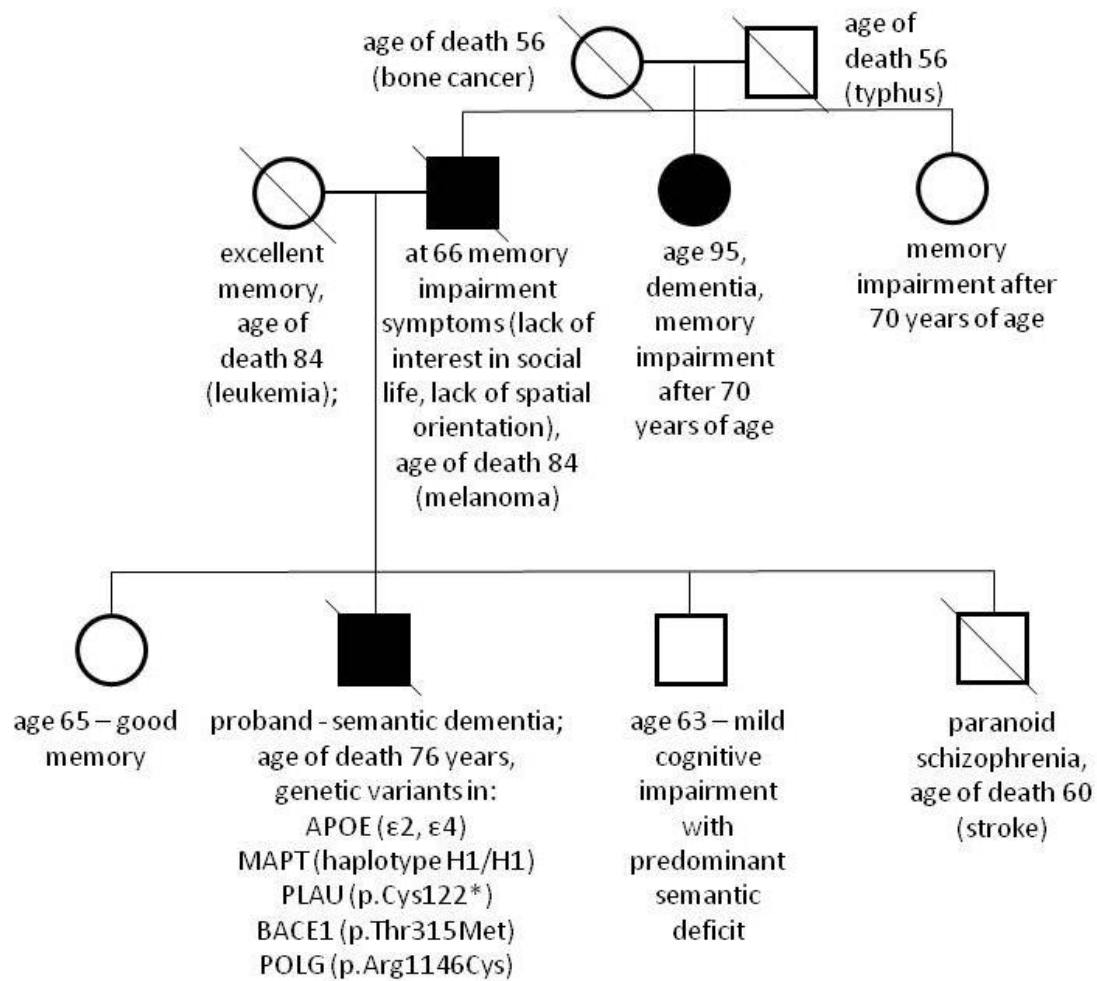 age of death 56
(bone cancer)
age of
death 56
(typhus)
excellent
memory,
age of
death 84
(leukemia);
at 66 memory
impairment
symptoms (lack of
interest in social
life, lack of spatial
orientation),
age of death 84
(melanoma)
age 95,
dementia,
memory
impairment
after 70
years of age
memory
impairment after
70 years of age
age 65 – good
memory
proband - semantic dementia;
age of death 76 years,
genetic variants in:
APOE (ε2, ε4)
MAPT (haplotype H1/H1)
PLAU (p.Cys122*)
BACE1 (p.Thr315Met)
POLG (p.Arg1146Cys)
age 63 – mild
cognitive
impairment
with
predominant
semantic
deficit
paranoid
schizophrenia,
age of death 60
(stroke)